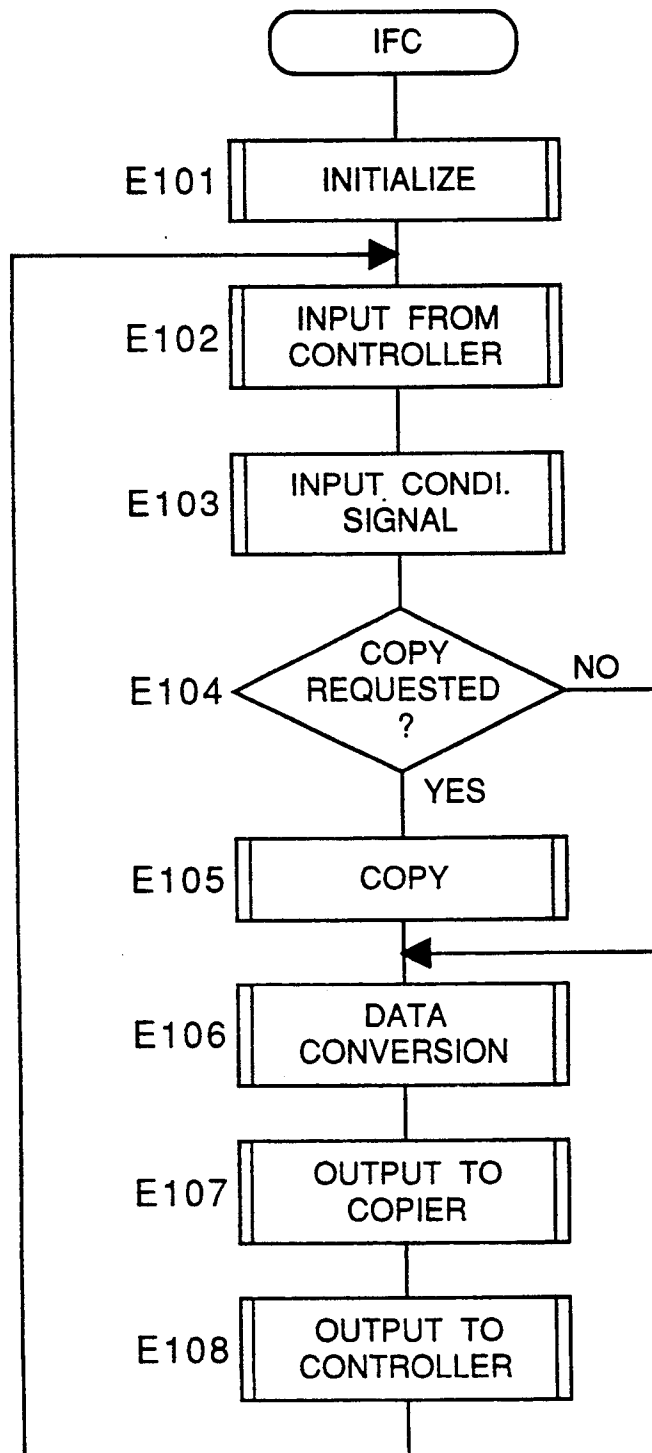 IFC
E101
INITIALIZE
E102
INPUT FROM
CONTROLLER
E103
INPUT CONDI.
SIGNAL
E104
COPY
REQUESTED
?
NO
YES
E105
COPY
E106
DATA
CONVERSION
E107
OUTPUT TO
COPIER
E108
OUTPUT TO
CONTROLLER